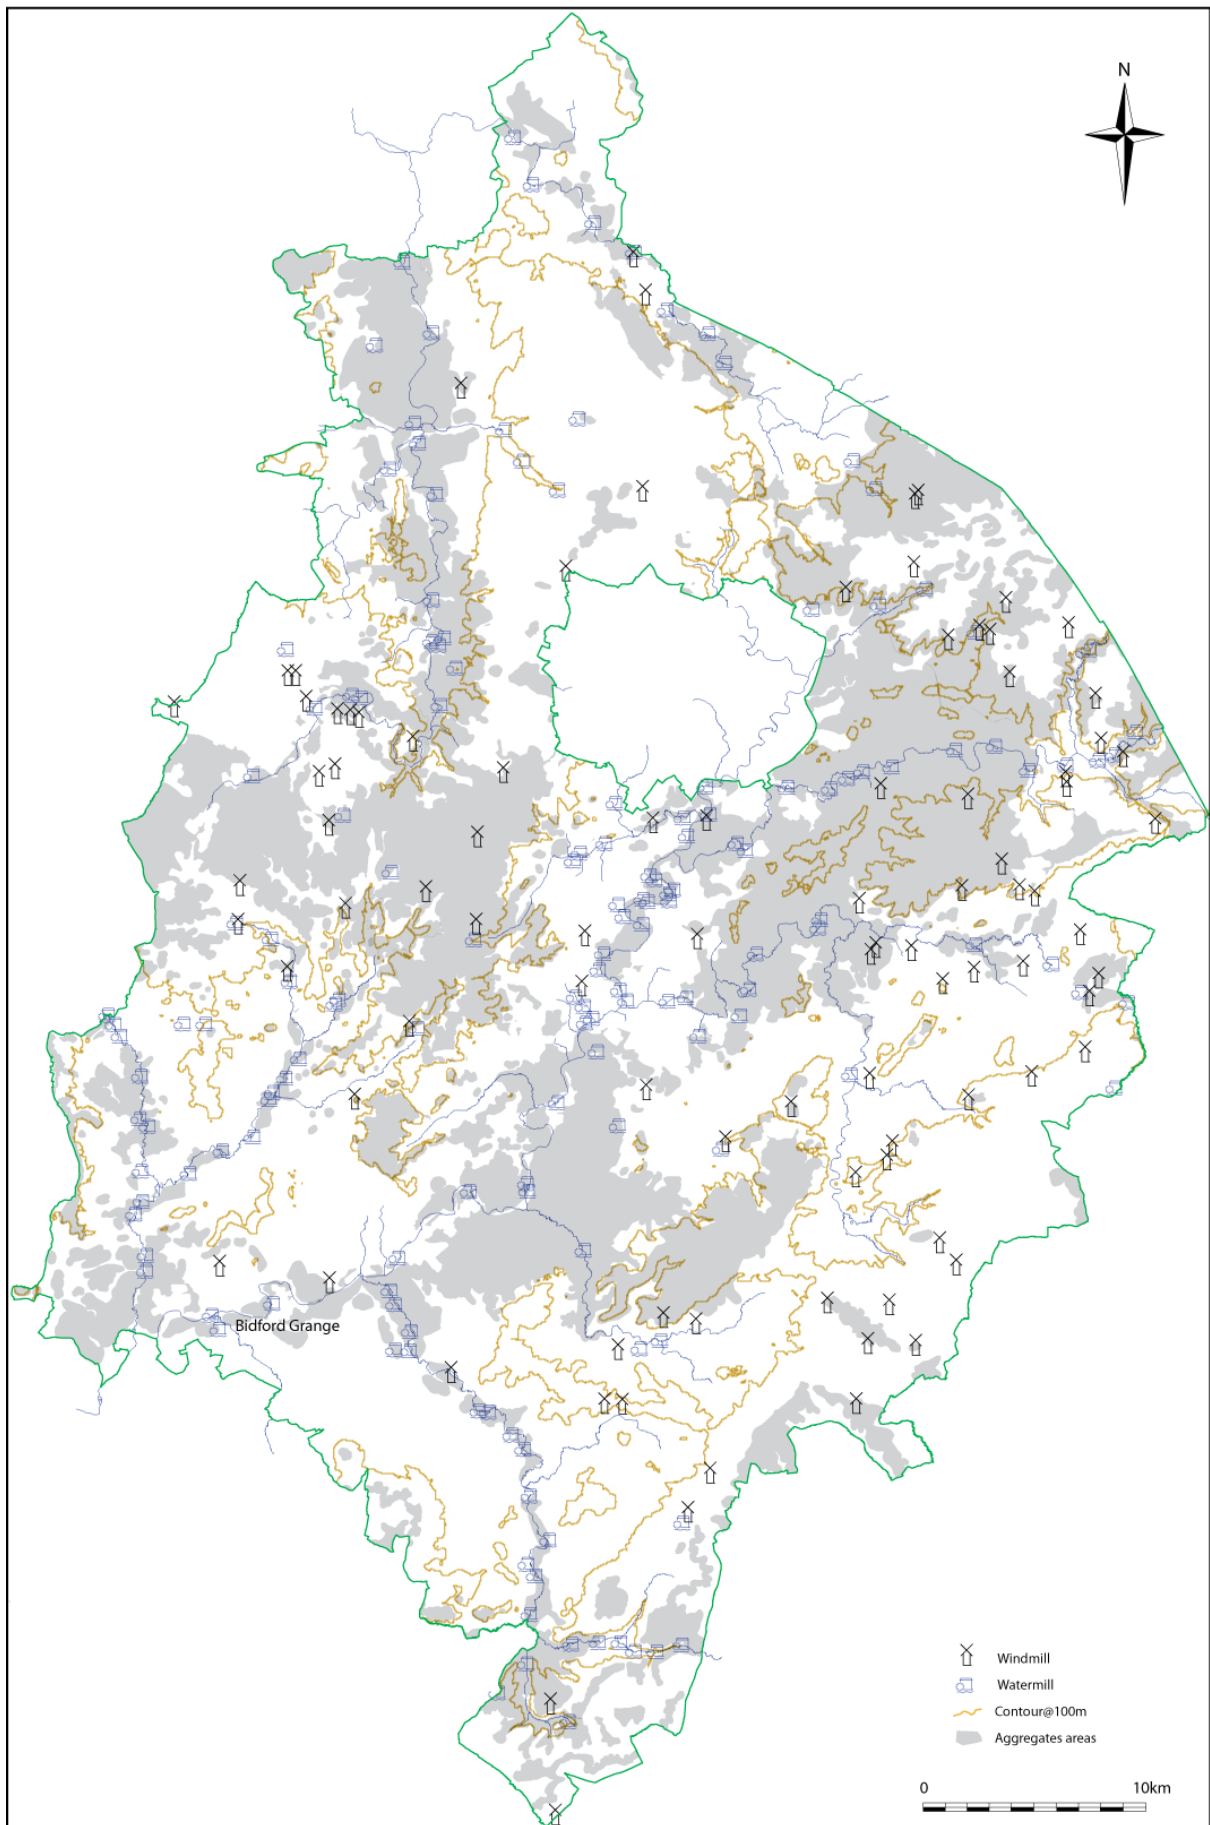 N
Bidford Grange
Windmill
Watermill
Contour@100m
Aggregates areas
0 10km